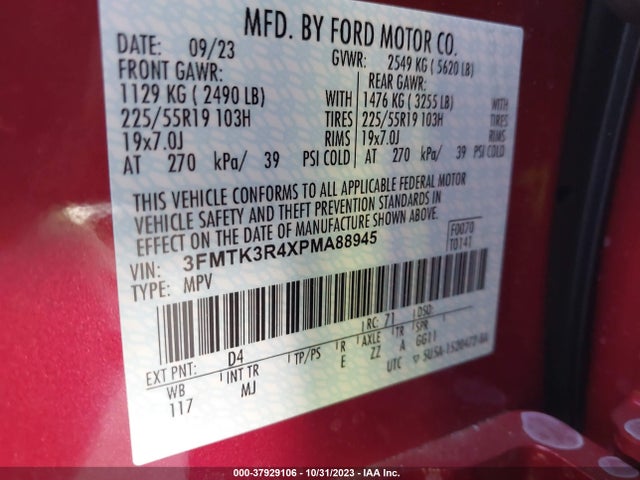 MFD. BY FORD MOTOR CO.
DATE: 09/23 GVWR: 2549 KG ( 5620 LB)
FRONT GAWR: REAR GAWR:
1129 KG ( 2490 LB) WITH 1476 KG ( 3255 LB) WITH
225/55R19 103H TIRES 225/55R19 103H TIRES
19x7.0J RIMS 19x7.0J RIMS
AT 270 kPa/ 39 PSI COLD AT 270 kPa/ 39 PSI COLD
THIS VEHICLE CONFORMS TO ALL APPLICABLE FEDERAL MOTOR
VEHICLE SAFETY AND THEFT PREVENTION STANDARDS IN
EFFECT ON THE DATE OF MANUFACTURE SHOWN ABOVE.
VIN: 3FMTK3R4XPMA88945 F0070
TYPE: MPV T0141
EXT PNT: D4 RC: 71 DSO:
WB INT TR TP/PS R AXLE TR SPR
117 MJ E ZZ A GG11
UTC
000-37929106 - 10/31/2023 - IAA Inc.